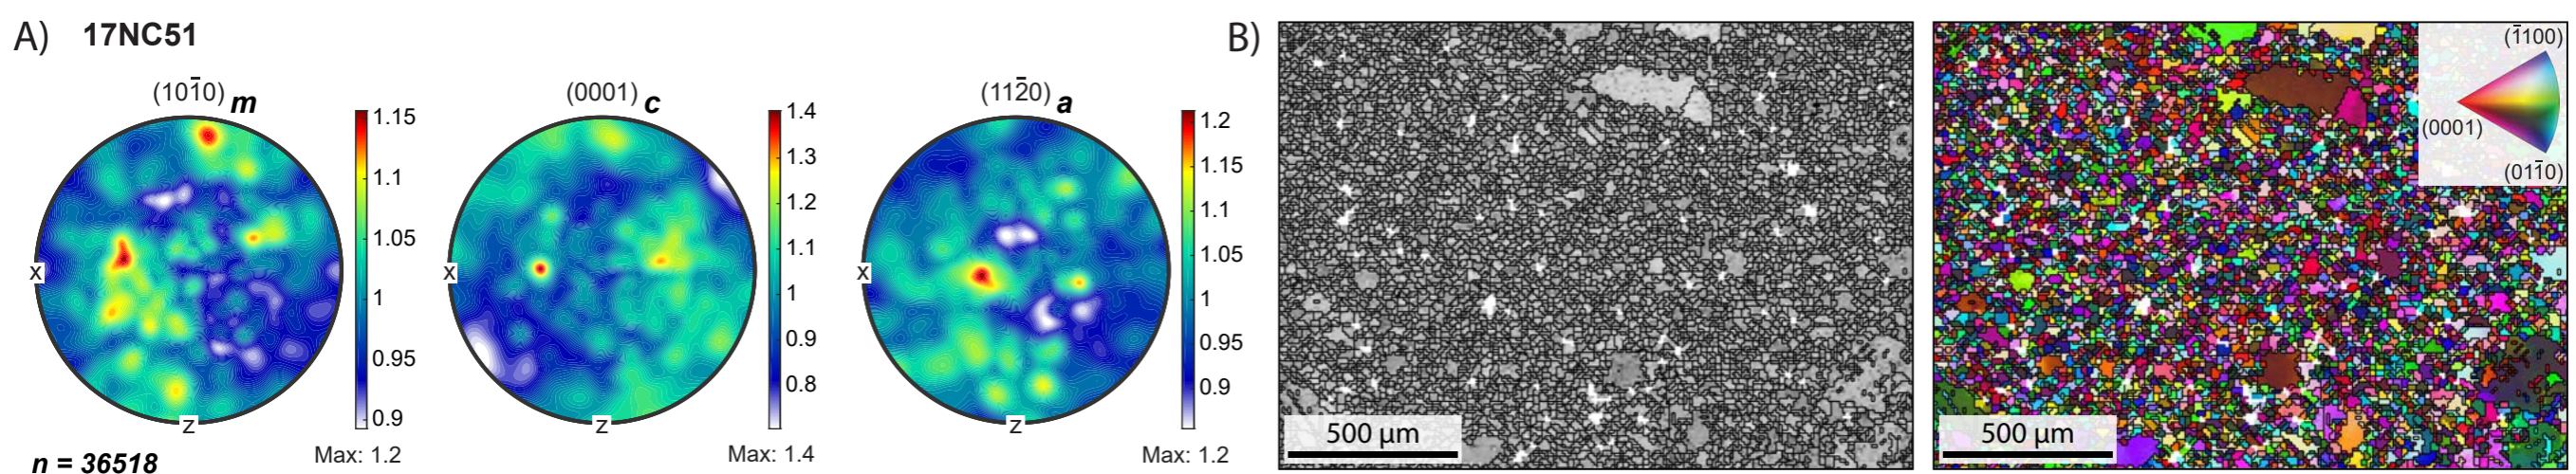 A) 17NC51
(101̅0) m
1.15
1.1
1.05
1
0.95
0.9
x
z
Max: 1.2
n = 36518
(0001) c
1.4
1.3
1.2
1.1
1
0.9
0.8
x
z
Max: 1.4
(112̅0) a
1.2
1.15
1.1
1.05
1
0.95
0.9
x
z
Max: 1.2
B)
500 µm
(1̅100)
(0001)
(011̅0)
500 µm